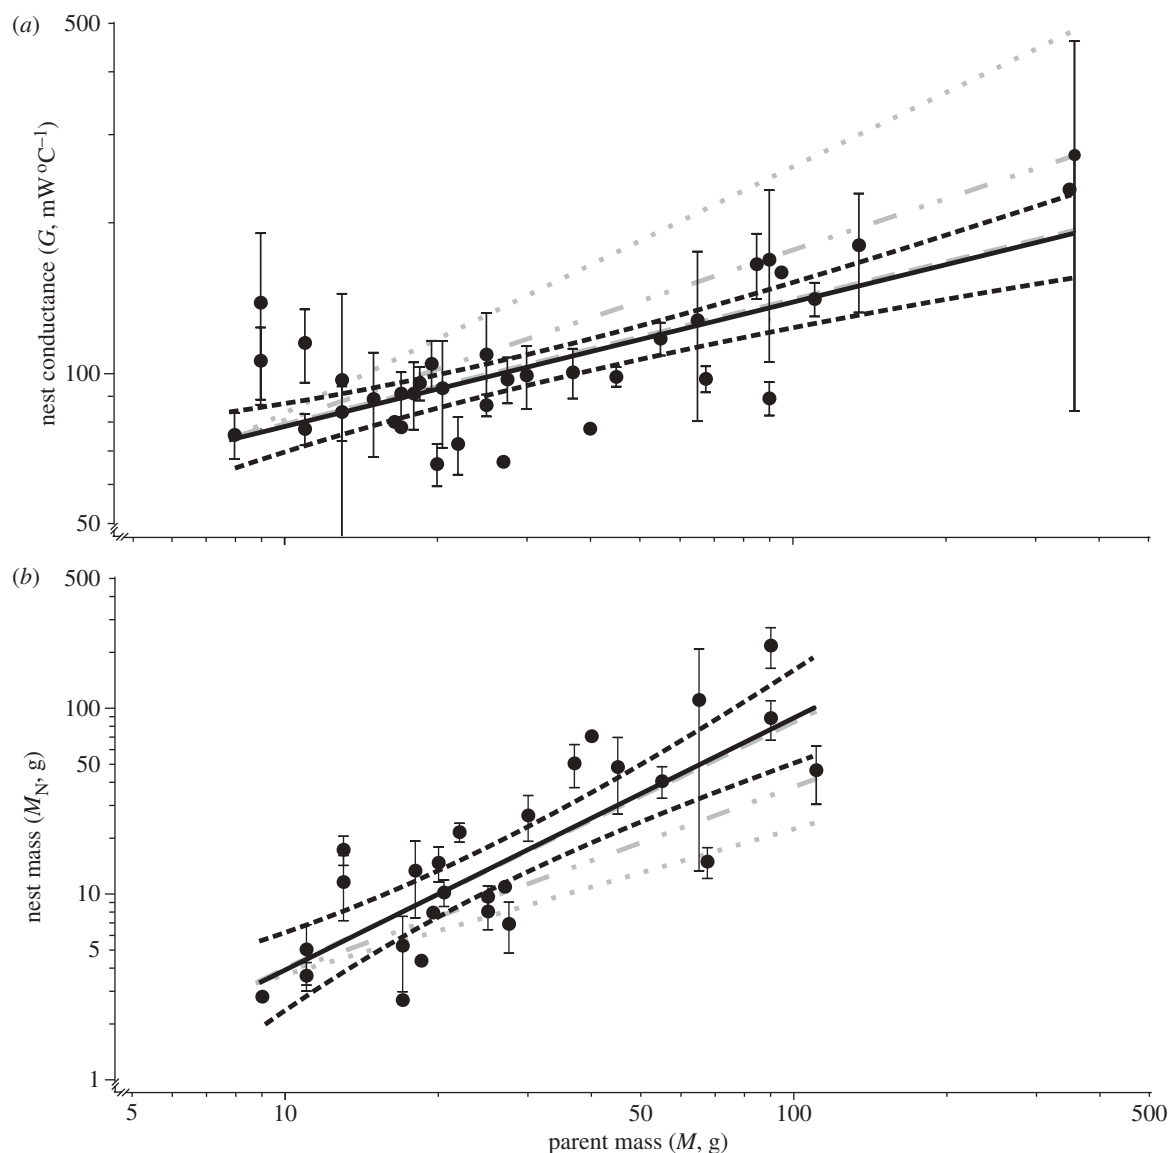 (a)
500
100
50
nest conductance (G, mW °C⁻¹)
(b)
500
100
50
10
5
1
nest mass (M_N, g)
5 10 50 100 500
parent mass (M, g)